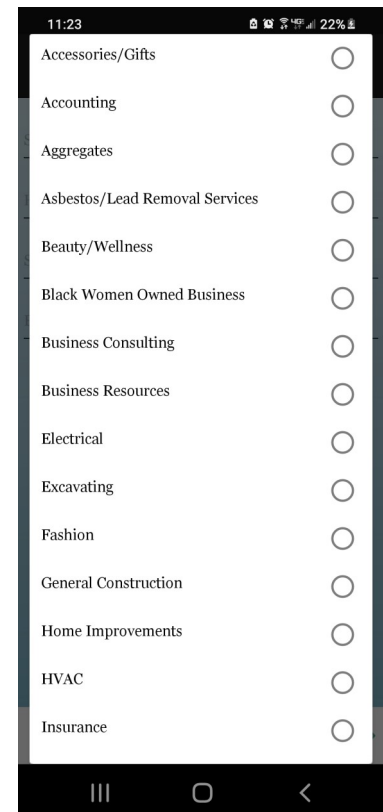 11:23 22%
Accessories/Gifts
Accounting
Aggregates
Asbestos/Lead Removal Services
Beauty/Wellness
Black Women Owned Business
Business Consulting
Business Resources
Electrical
Excavating
Fashion
General Construction
Home Improvements
HVAC
Insurance